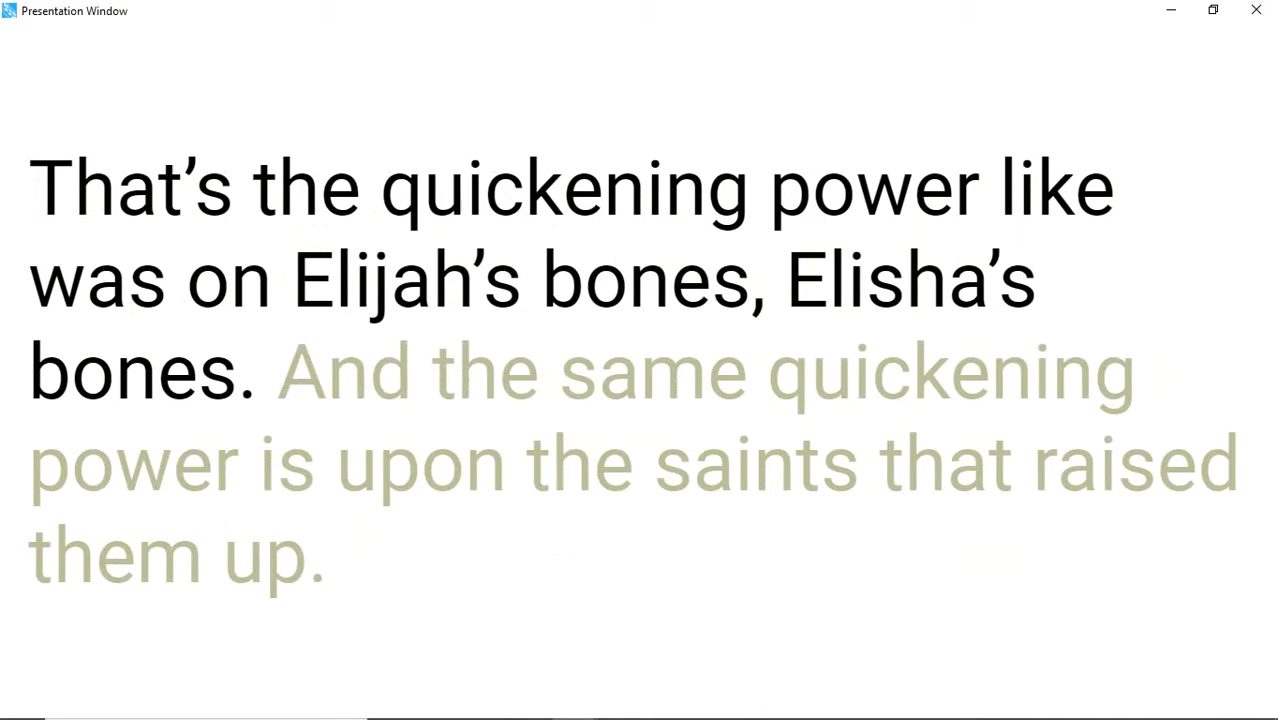 Presentation Window
That’s the quickening power like
was on Elijah’s bones, Elisha’s
bones. And the same quickening
power is upon the saints that raised
them up.